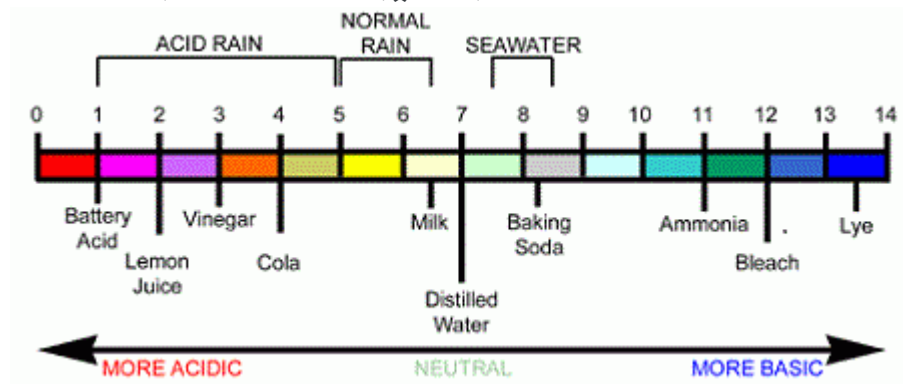 NORMAL
ACID RAIN RAIN SEAWATER
0 1 2 3 4 5 6 7 8 9 10 11 12 13 14
Battery Acid
Vinegar
Milk
Baking Soda
Ammonia
Lye
Lemon Juice
Cola
Bleach
Distilled Water
MORE ACIDIC NEUTRAL MORE BASIC